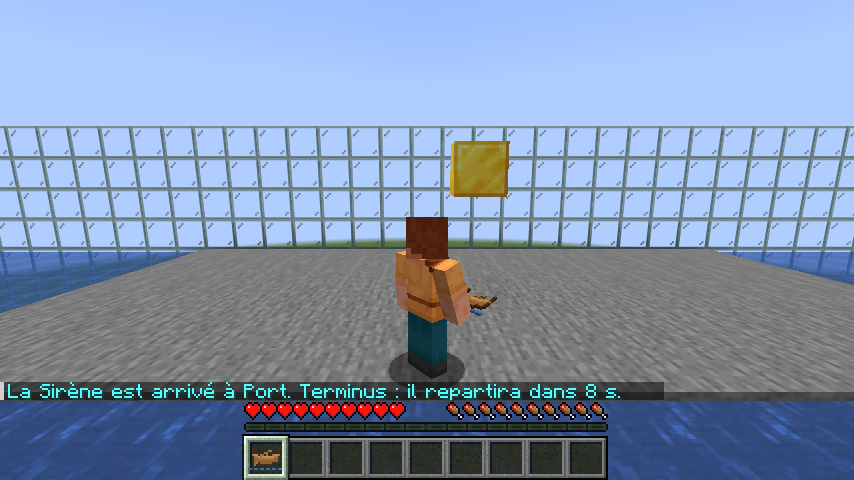 La Sirène est arrivé à Port. Terminus : il repartira dans 8 s.